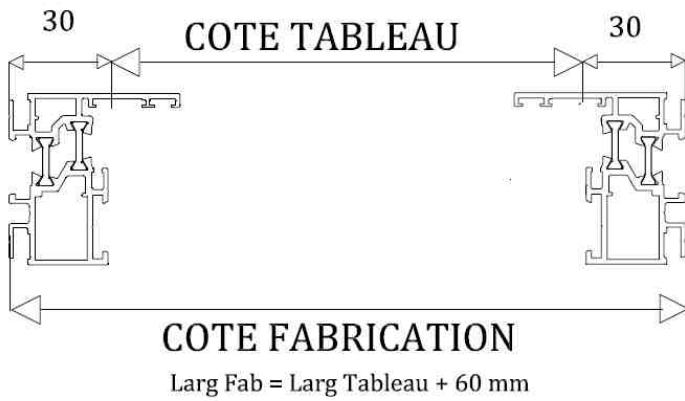 30
COTE TABLEAU
30
COTE FABRICATION
Larg Fab = Larg Tableau + 60 mm